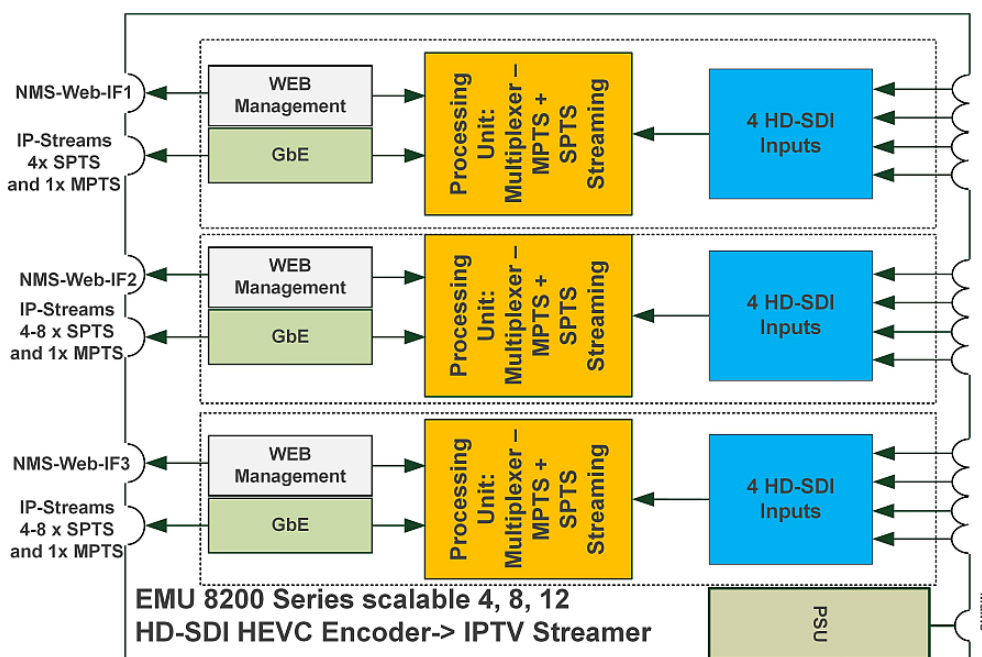 NMS-Web-IF1
IP-Streams
4x SPTS
and 1x MPTS
WEB
Management
GbE
Processing
Unit:
Multiplexer –
MPTS +
SPTS
Streaming
4 HD-SDI
Inputs
NMS-Web-IF2
IP-Streams
4-8 x SPTS
and 1x MPTS
WEB
Management
GbE
Processing
Unit:
Multiplexer –
MPTS +
SPTS
Streaming
4 HD-SDI
Inputs
NMS-Web-IF3
IP-Streams
4-8 x SPTS
and 1x MPTS
WEB
Management
GbE
Processing
Unit:
Multiplexer –
MPTS +
SPTS
Streaming
4 HD-SDI
Inputs
EMU 8200 Series scalable 4, 8, 12
HD-SDI HEVC Encoder-> IPTV Streamer
PSU